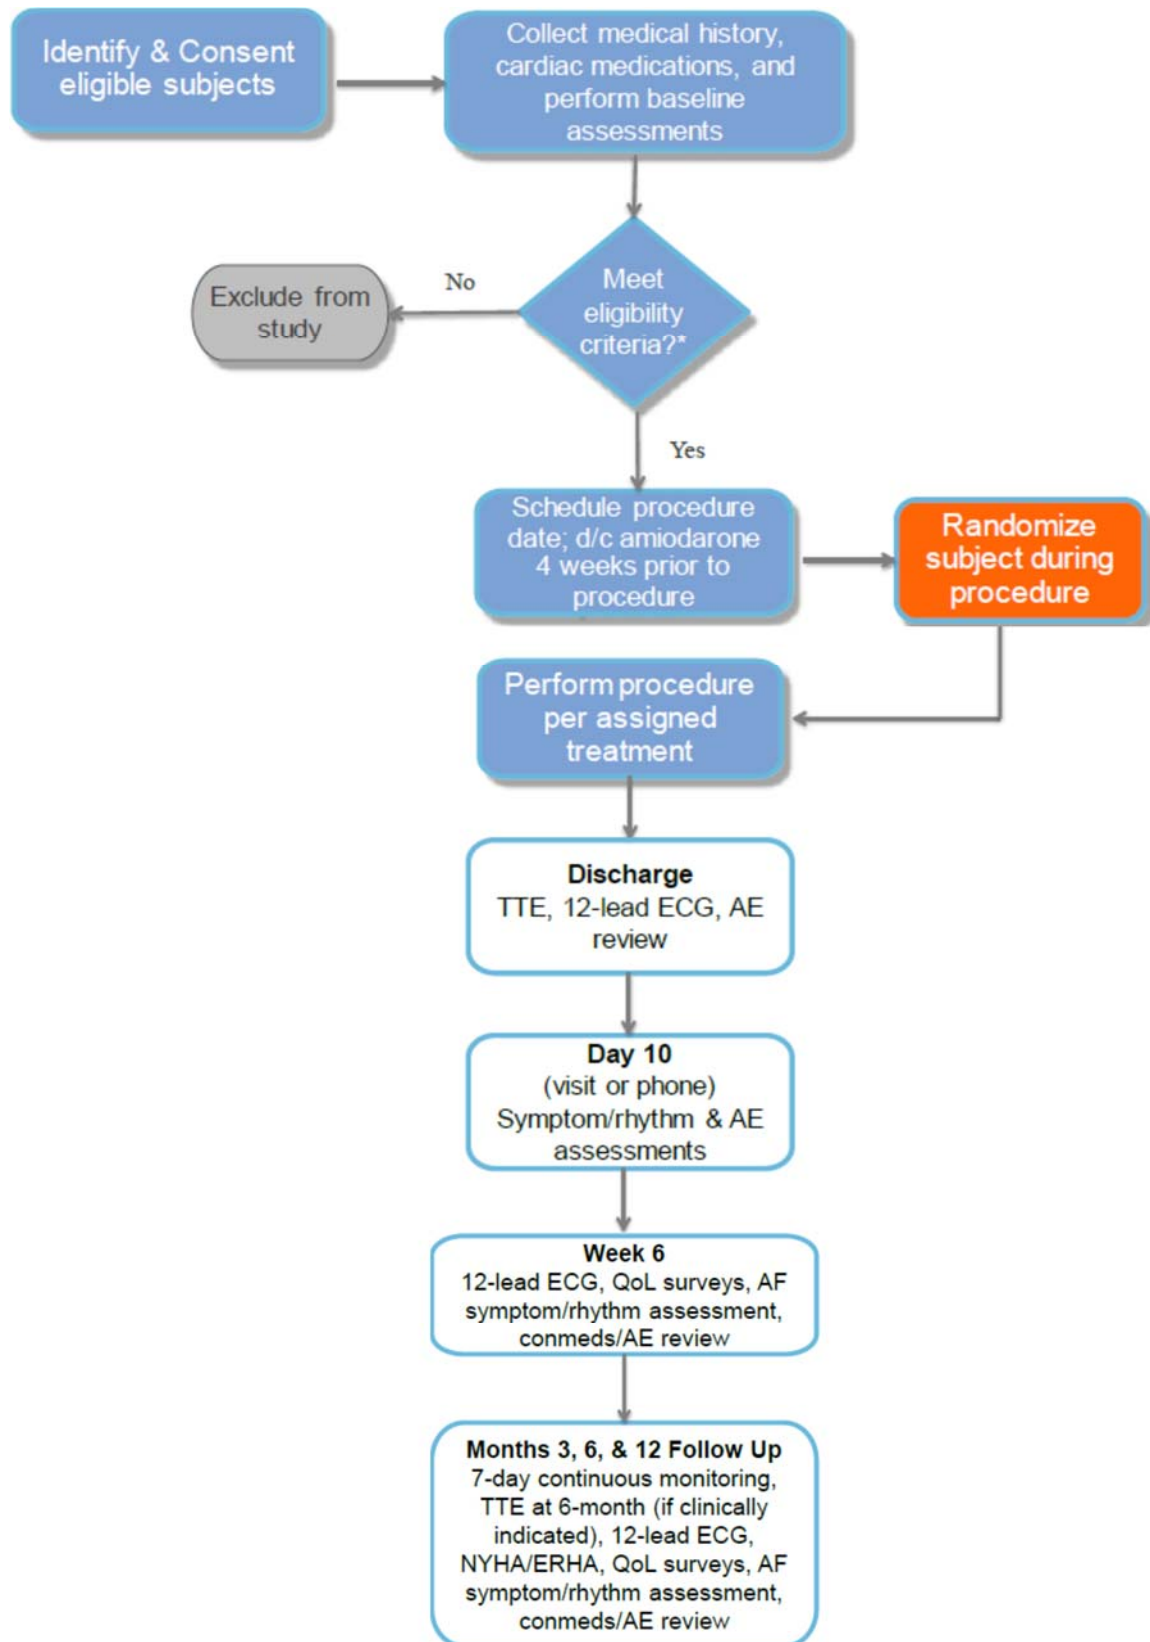 Identify & Consent
eligible subjects
Collect medical history,
cardiac medications, and
perform baseline
assessments
Meet
eligibility
criteria?*
No
Exclude from
study
Yes
Schedule procedure
date; d/c amiodarone
4 weeks prior to
procedure
Randomize
subject during
procedure
Perform procedure
per assigned
treatment
Discharge
TTE, 12-lead ECG, AE
review
Day 10
(visit or phone)
Symptom/rhythm & AE
assessments
Week 6
12-lead ECG, QoL surveys, AF
symptom/rhythm assessment,
conmeds/AE review
Months 3, 6, & 12 Follow Up
7-day continuous monitoring,
TTE at 6-month (if clinically
indicated), 12-lead ECG,
NYHA/ERHA, QoL surveys, AF
symptom/rhythm assessment,
conmeds/AE review